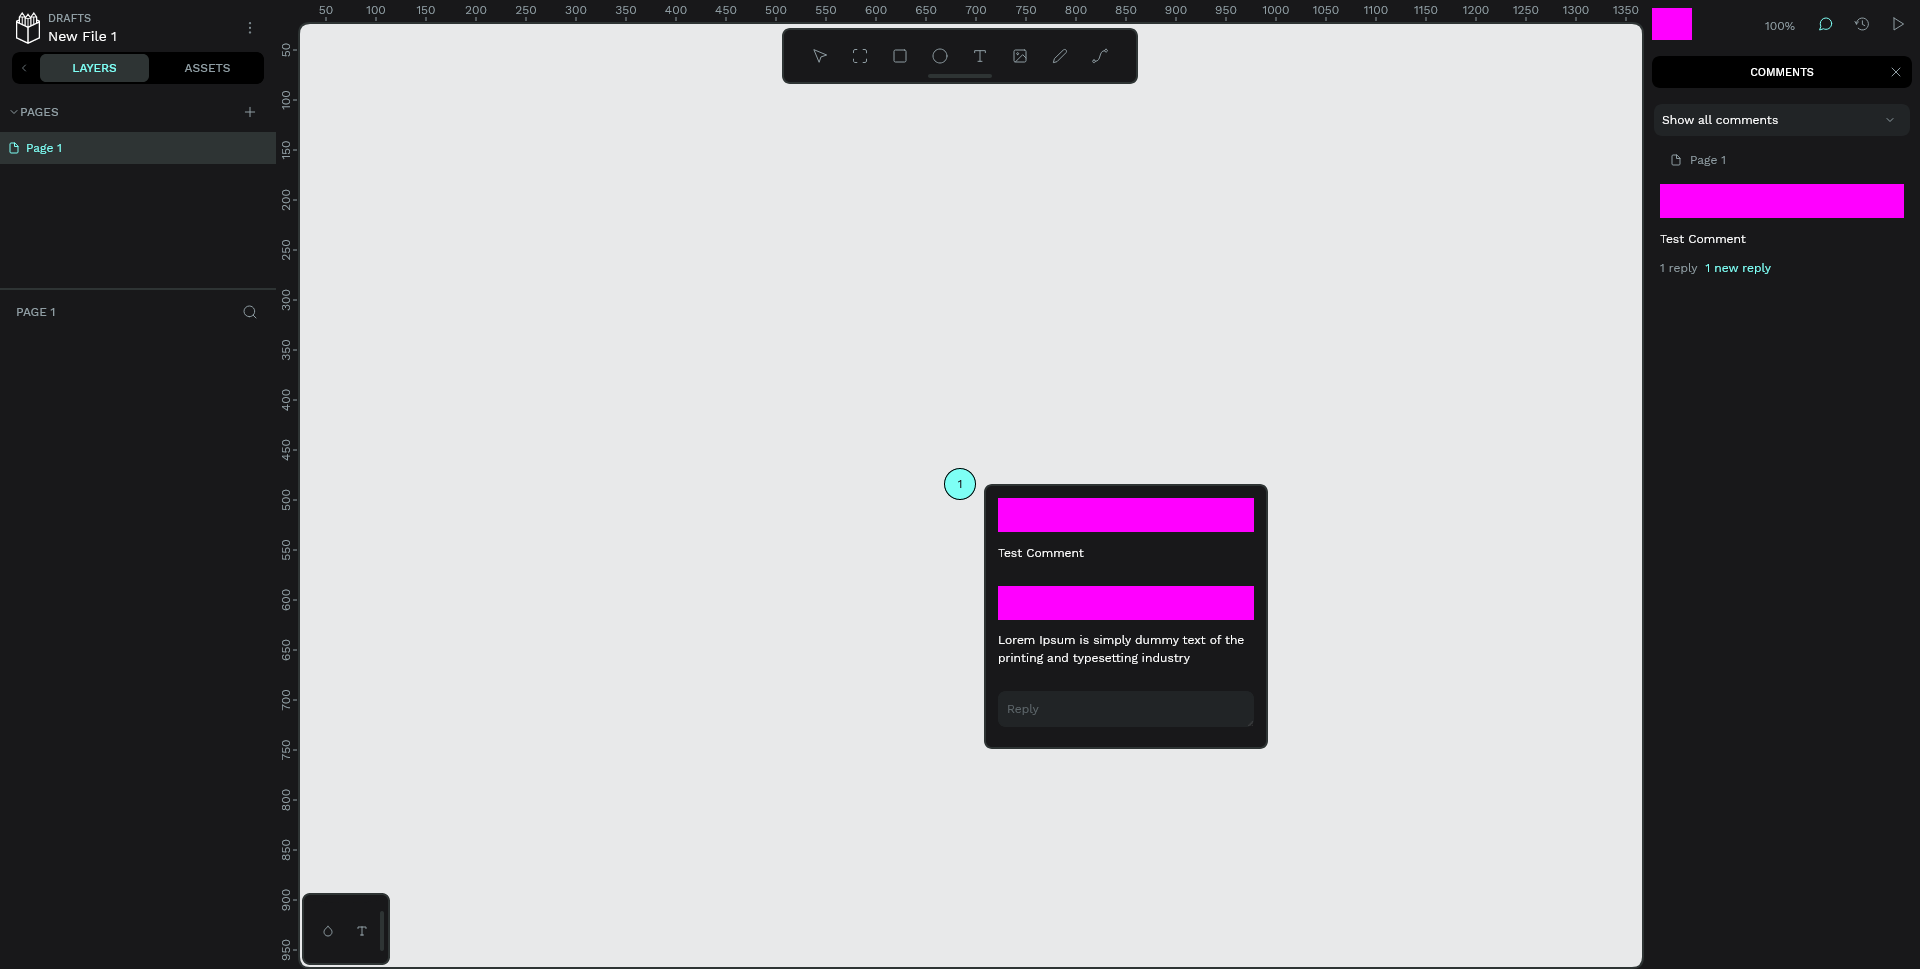 DRAFTS
New File 1
LAYERS
ASSETS
PAGES
Page 1
PAGE 1
50 100 150 200 250 300 350 400 450 500 550 600 650 700 750 800 850 900 950 1000 1050 1100 1150 1200 1250 1300 1350
50
100
150
200
250
300
350
400
450
500
550
600
650
700
750
800
850
900
950
1
Test Comment
Lorem Ipsum is simply dummy text of the
printing and typesetting industry
Reply
100%
COMMENTS
Show all comments
Page 1
Test Comment
1 reply 1 new reply